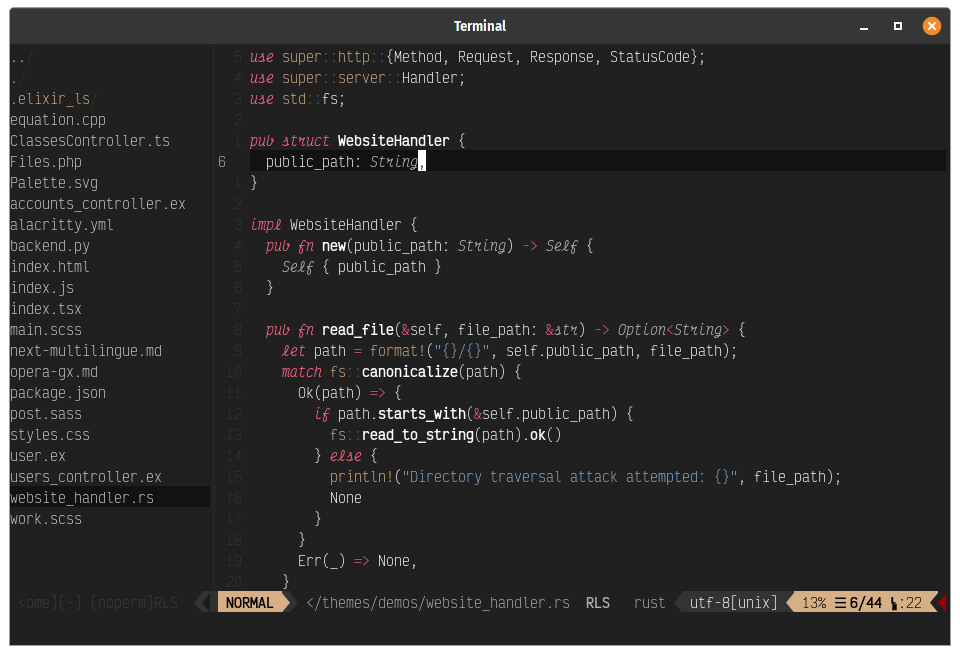 Terminal
../
./
.elixir_ls/
equation.cpp
ClassesController.ts
Files.php
Palette.svg
accounts_controller.ex
alacritty.yml
backend.py
index.html
index.js
index.tsx
main.scss
next-multilingue.md
opera-gx.md
package.json
post.sass
styles.css
user.ex
users_controller.ex
website_handler.rs
work.scss
5 use super::http::{Method, Request, Response, StatusCode};
4 use super::server::Handler;
3 use std::fs;
2
1 pub struct WebsiteHandler {
6 public_path: String,
1 }
2
3 impl WebsiteHandler {
4 pub fn new(public_path: String) -> Self {
5 Self { public_path }
6 }
7
8 pub fn read_file(&self, file_path: &str) -> Option<String> {
9 let path = format!("{}/{}", self.public_path, file_path);
10 match fs::canonicalize(path) {
11 Ok(path) => {
12 if path.starts_with(&self.public_path) {
13 fs::read_to_string(path).ok()
14 } else {
15 println!("Directory traversal attack attempted: {}", file_path);
16 None
17 }
18 }
19 Err(_) => None,
20 }
<ome][-] [noperm]RLS
NORMAL </themes/demos/website_handler.rs RLS rust utf-8[unix] 13% ☰6/44 :22